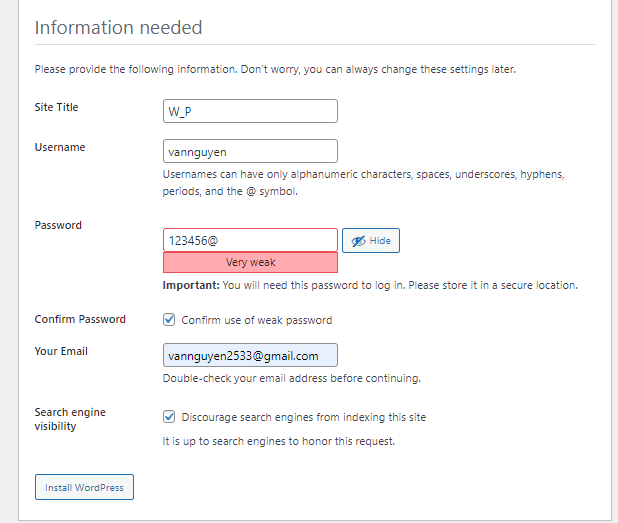 Information needed
Please provide the following information. Don't worry, you can always change these settings later.
Site Title
W_P
Username
vannguyen
Usernames can have only alphanumeric characters, spaces, underscores, hyphens,
periods, and the @ symbol.
Password
123456@
Hide
Very weak
Important: You will need this password to log in. Please store it in a secure location.
Confirm Password
Confirm use of weak password
Your Email
vannguyen2533@gmail.com
Double-check your email address before continuing.
Search engine
visibility
Discourage search engines from indexing this site
It is up to search engines to honor this request.
Install WordPress